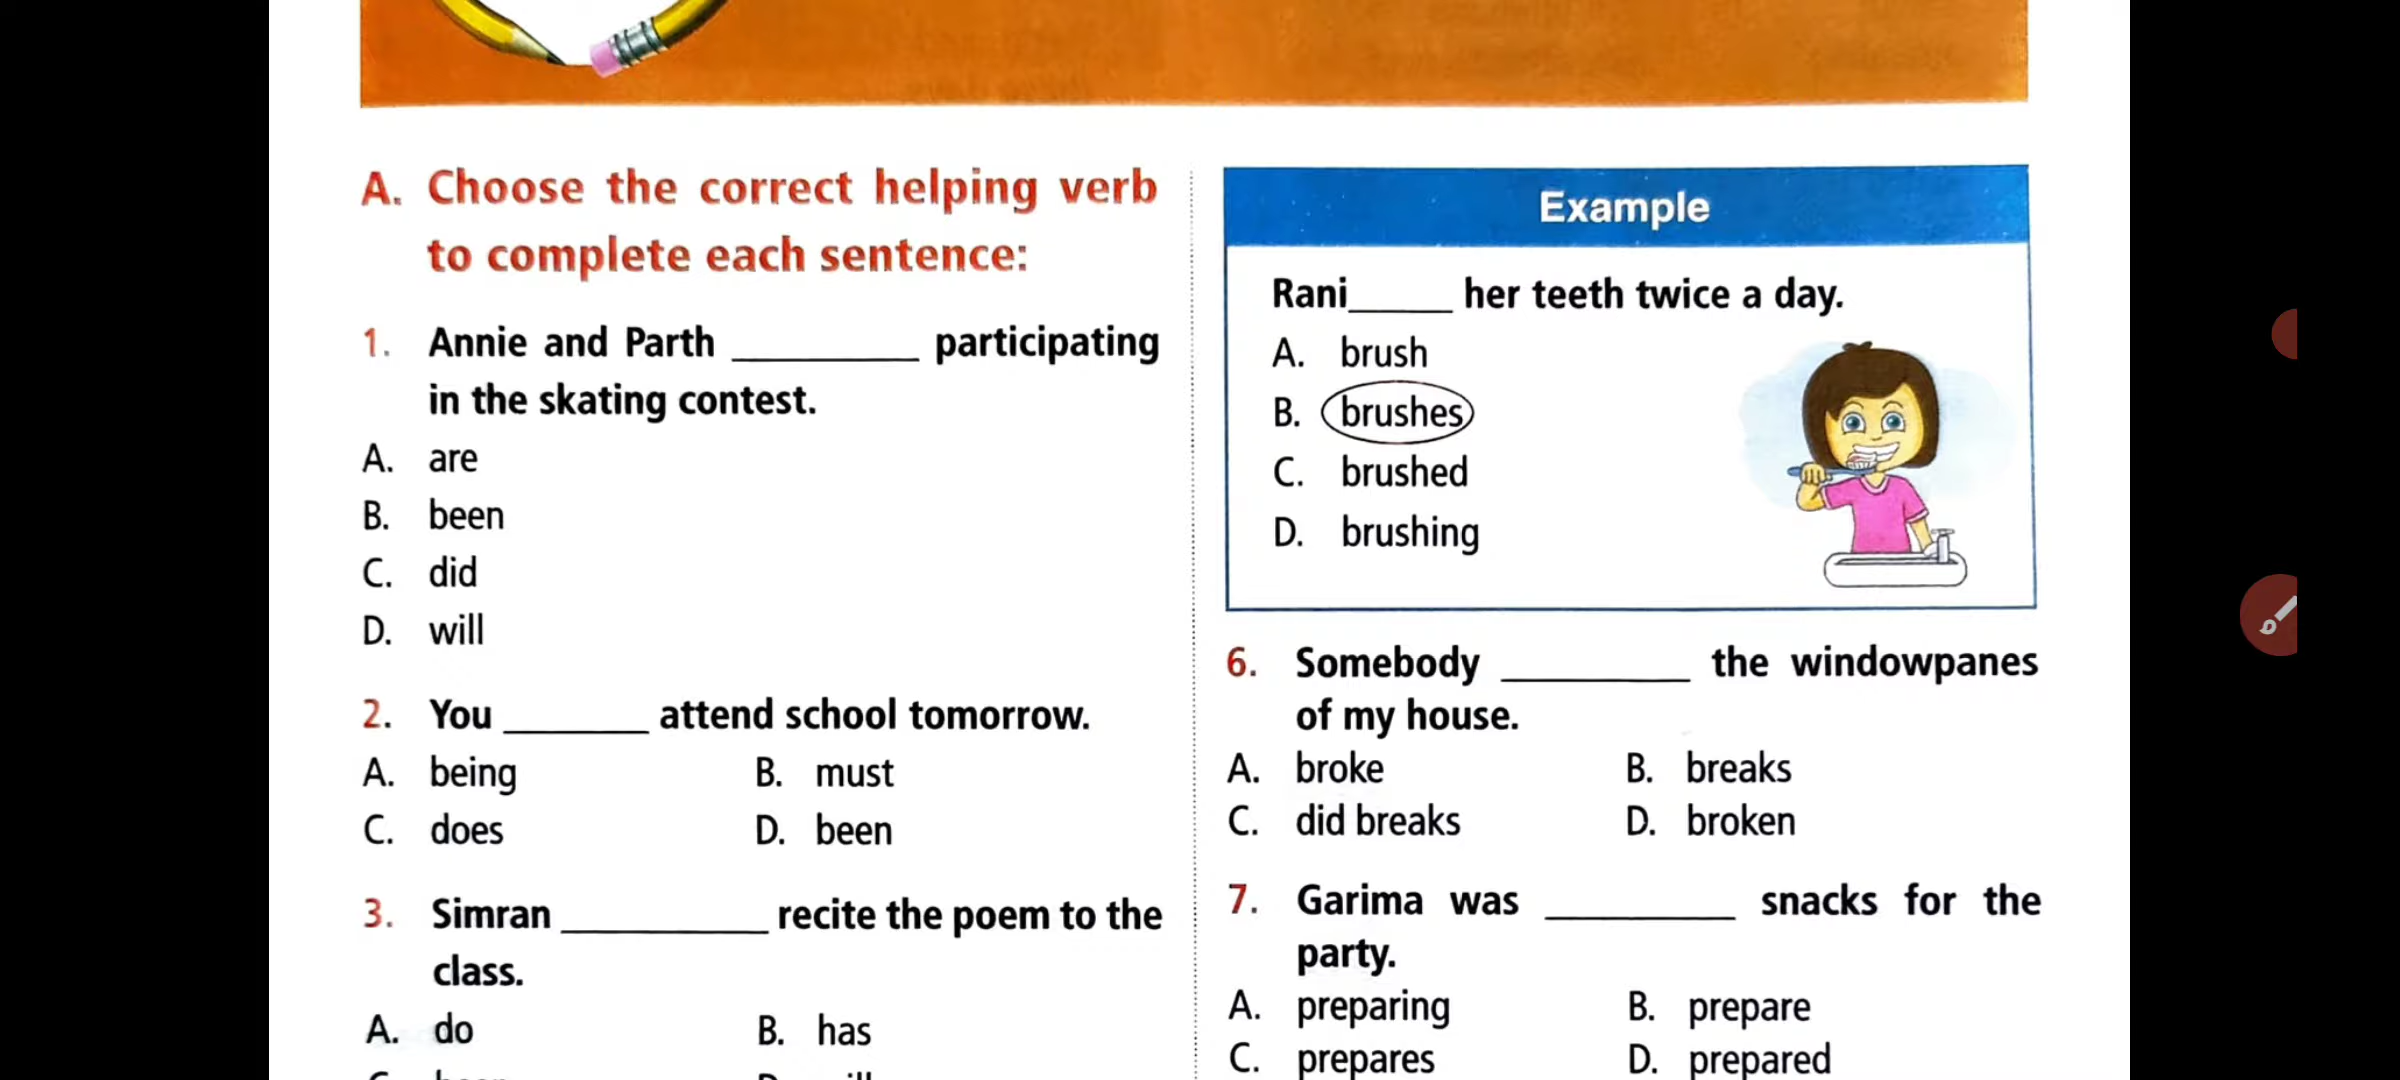 A. Choose the correct helping verb
to complete each sentence:
1. Annie and Parth ________ participating
in the skating contest.
A. are
B. been
C. did
D. will
2. You ______ attend school tomorrow.
A. being B. must
C. does D. been
3. Simran _________ recite the poem to the
class.
A. do B. has
Example
Rani_____ her teeth twice a day.
A. brush
B. brushes
C. brushed
D. brushing
6. Somebody ________ the windowpanes
of my house.
A. broke B. breaks
C. did breaks D. broken
7. Garima was ________ snacks for the
party.
A. preparing B. prepare
C. prepares D. prepared